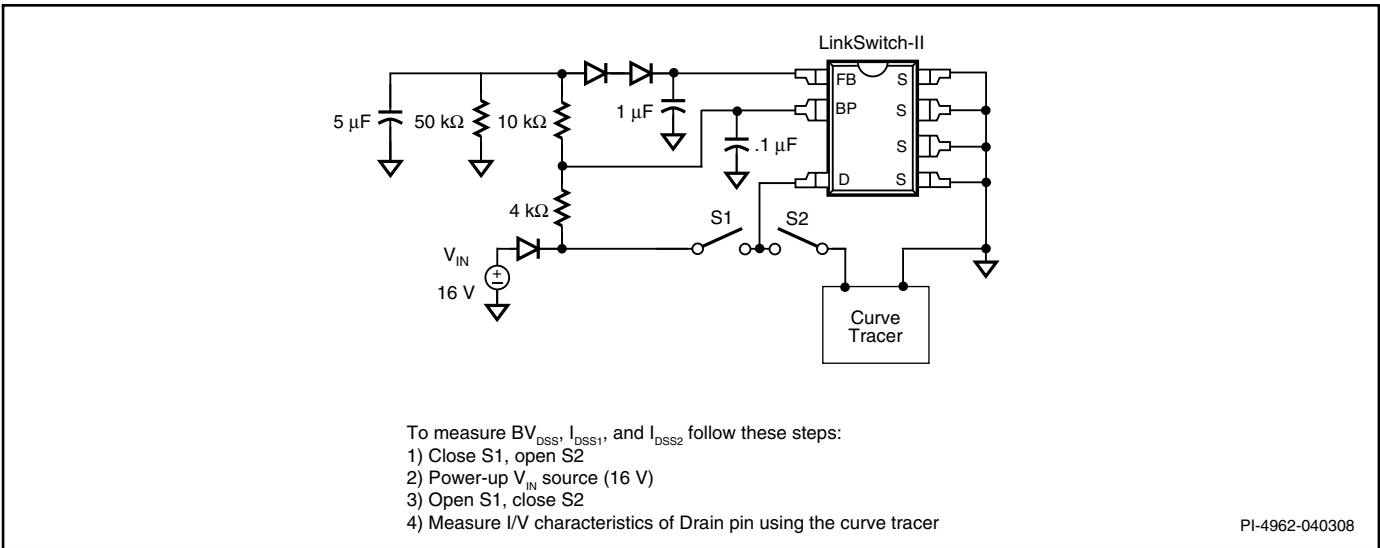 LinkSwitch-II
FB S
5 µF 50 kΩ 10 kΩ 1 µF BP S
.1 µF S
D S
4 kΩ S1 S2
V_IN
+
16 V
Curve
Tracer
To measure BV_DSS, I_DSS1, and I_DSS2 follow these steps:
1) Close S1, open S2
2) Power-up V_IN source (16 V)
3) Open S1, close S2
4) Measure I/V characteristics of Drain pin using the curve tracer
PI-4962-040308